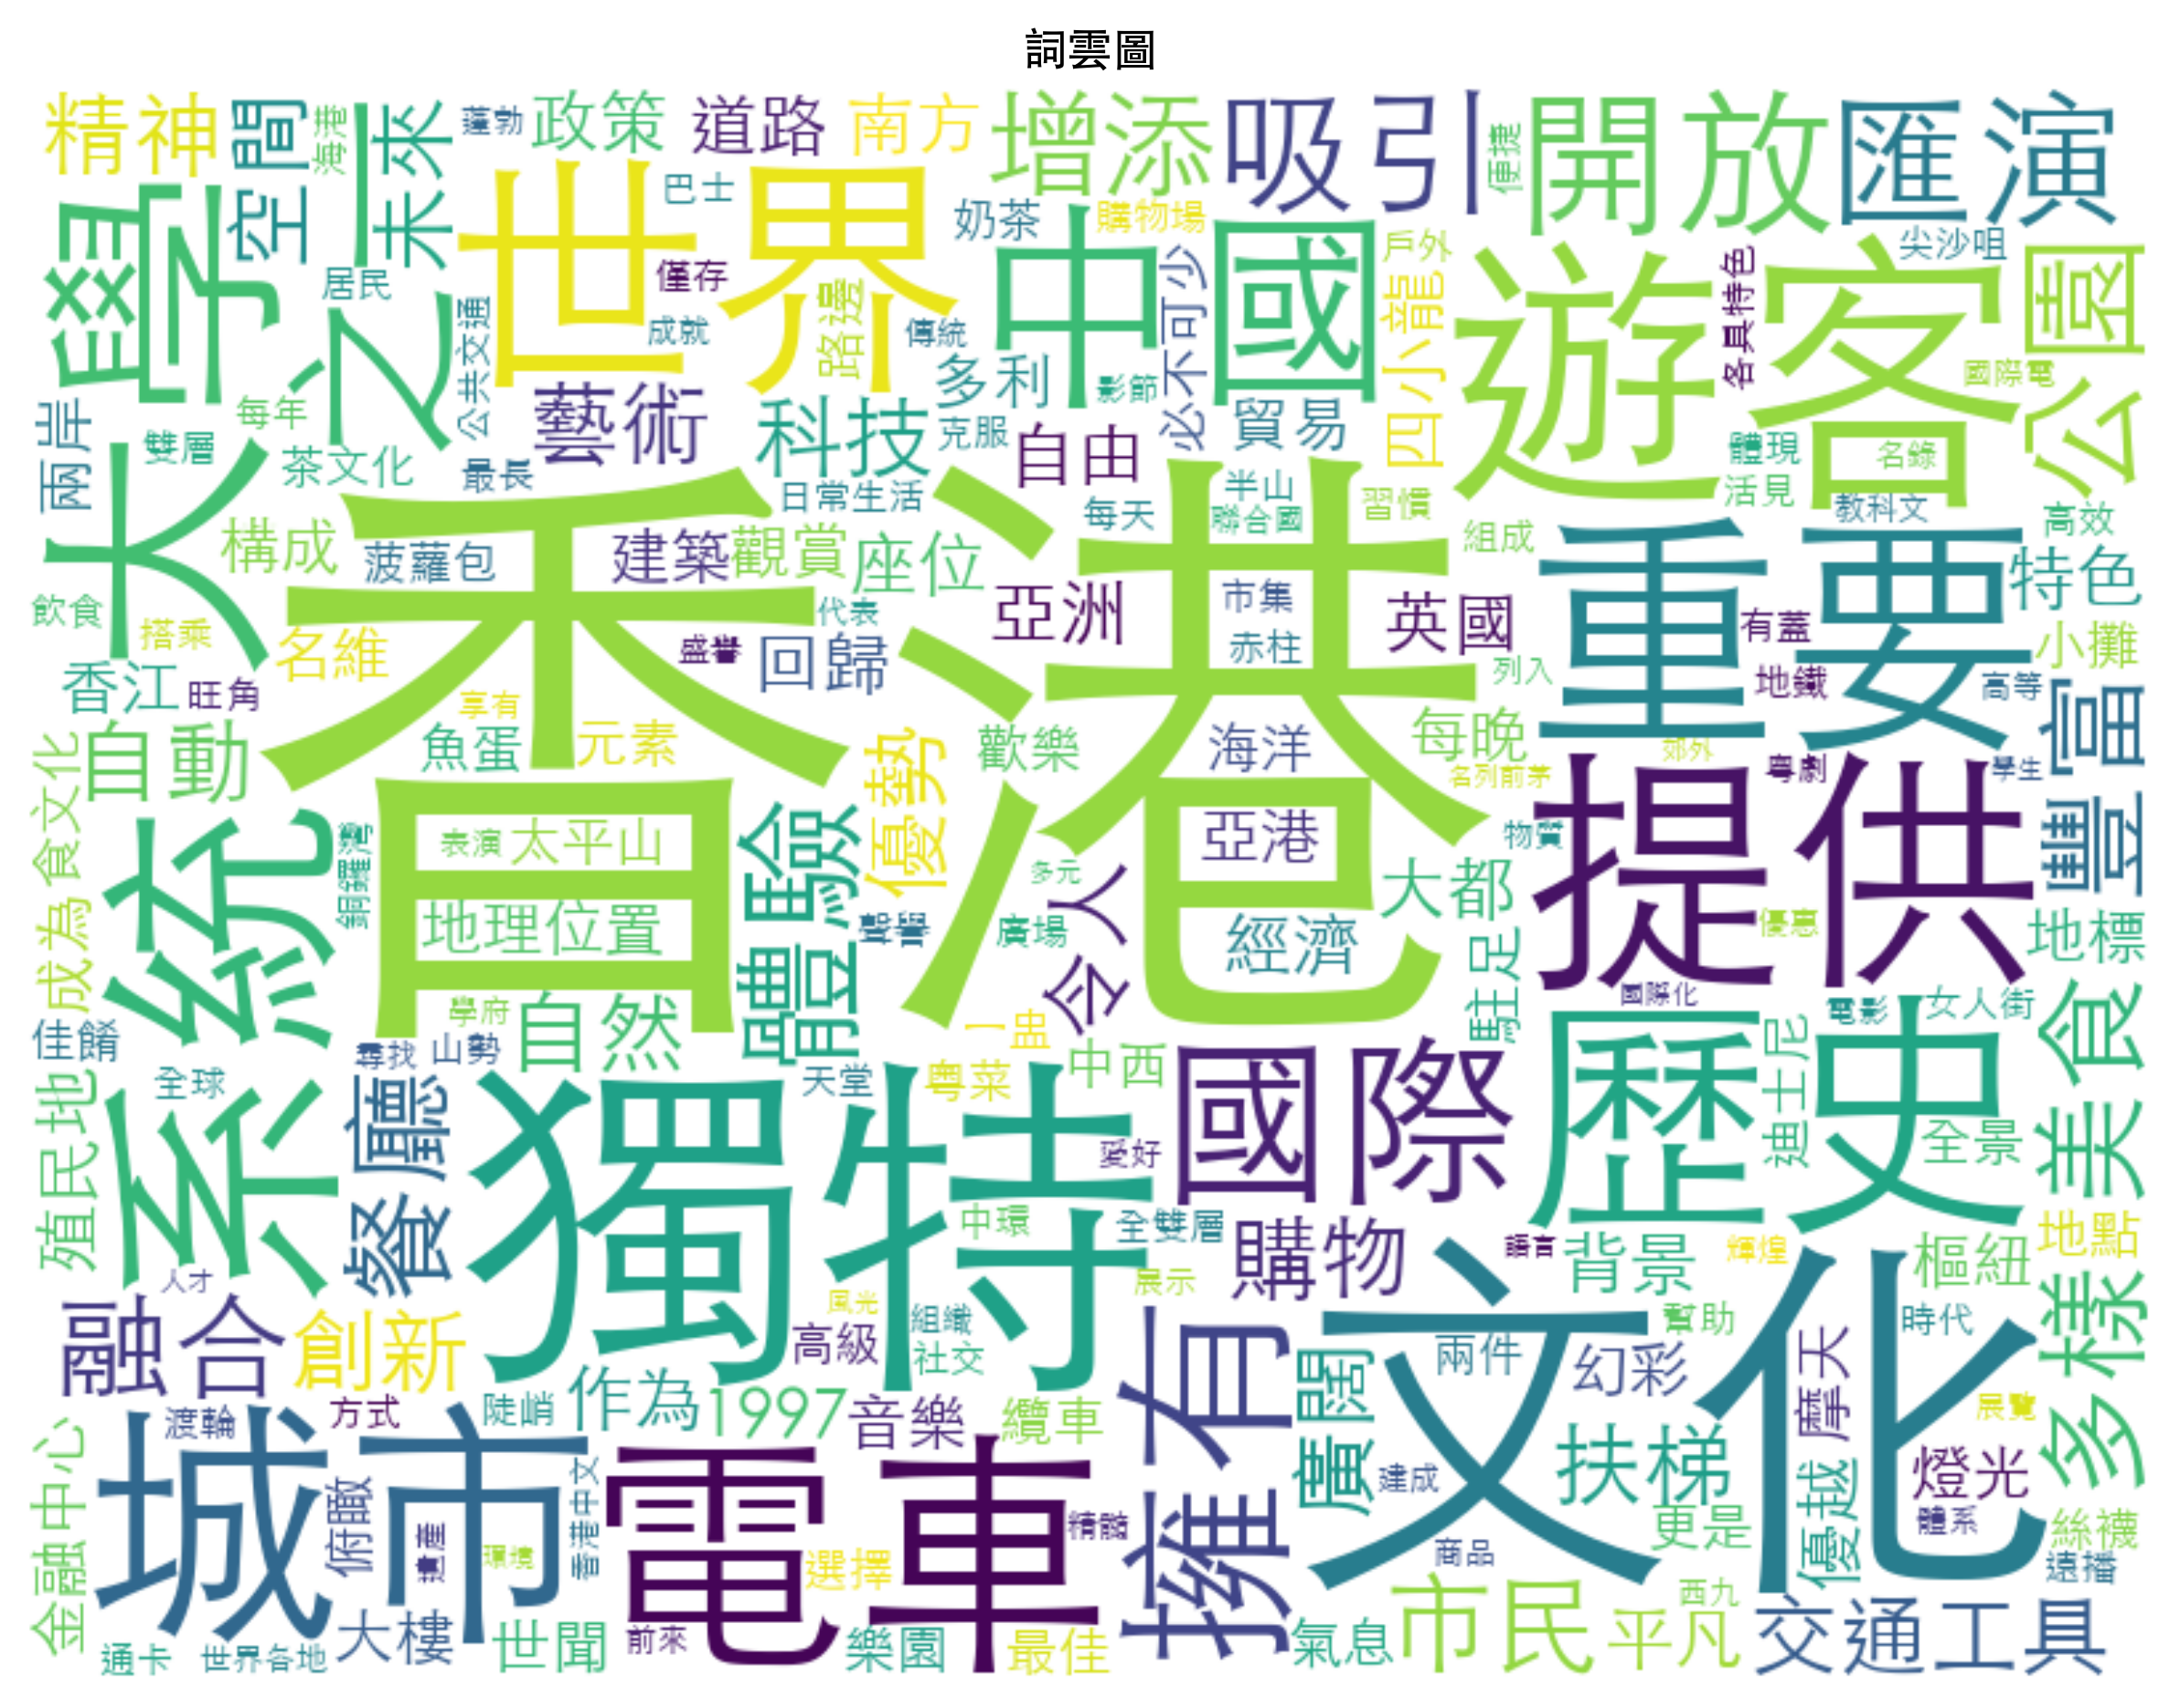 詞雲圖
精神
空間
海港
未來
蓬勃
政策
道路
南方
增添
吸引
便捷
開放
匯演
大學
之
世界
巴士
僅存
成就
奶茶
購物場
中國
必不可少
戶外
四小龍
遊客
各具特色
尖沙咀
公園
國際電
居民
公共交通
路邊
傳統
多利
影節
兩岸
每年
雙層
茶文化
最長
藝術
科技
克服
自由
貿易
體現
名錄
活見
教科文
高效
日常生活
每天
半山
聯合國
習慣
組成
構成
菠蘿包
建築
觀賞
座位
香港
重要
特色
飲食
搭乘
名維
代表
盛譽
回歸
亞洲
市集
赤柱
英國
有蓋
小攤
香江
旺角
享有
列入
地鐵
高等
自動
魚蛋
元素
優勢
歡樂
海洋
每晚
郊外
名列前茅
粵劇
學生
豐富
食文化
系統
銅鑼灣
表演
太平山
體驗
亞港
物質
提供
多元
令人
大都
成為
地理位置
聲譽
廣場
經濟
駐足
優惠
地標
學府
自然
一盅
國際化
電影
女人街
美食
佳餚
尋找
山勢
天堂
粵菜
中西
國際
歷史
迪士尼
全景
殖民地
全球
餐廳
獨特
愛好
中環
全雙層
購物
語言
背景
輝煌
樞紐
地點
人才
展示
融合
創新
風光
組織
高級
社交
擁有
文化
兩件
幫助
幻彩
摩天
時代
多樣
渡輪
方式
陡峭
作為
1997
音樂
纜車
廣闊
展覽
金融中心
城市
俯瞰
遺產
環境
香港中文
電車
選擇
精髓
建成
商品
扶梯
更是
優越
燈光
體系
絲襪
遠播
通卡
世界各地
大樓
世聞
前來
樂園
最佳
氣息
市民
平凡
西九
交通工具